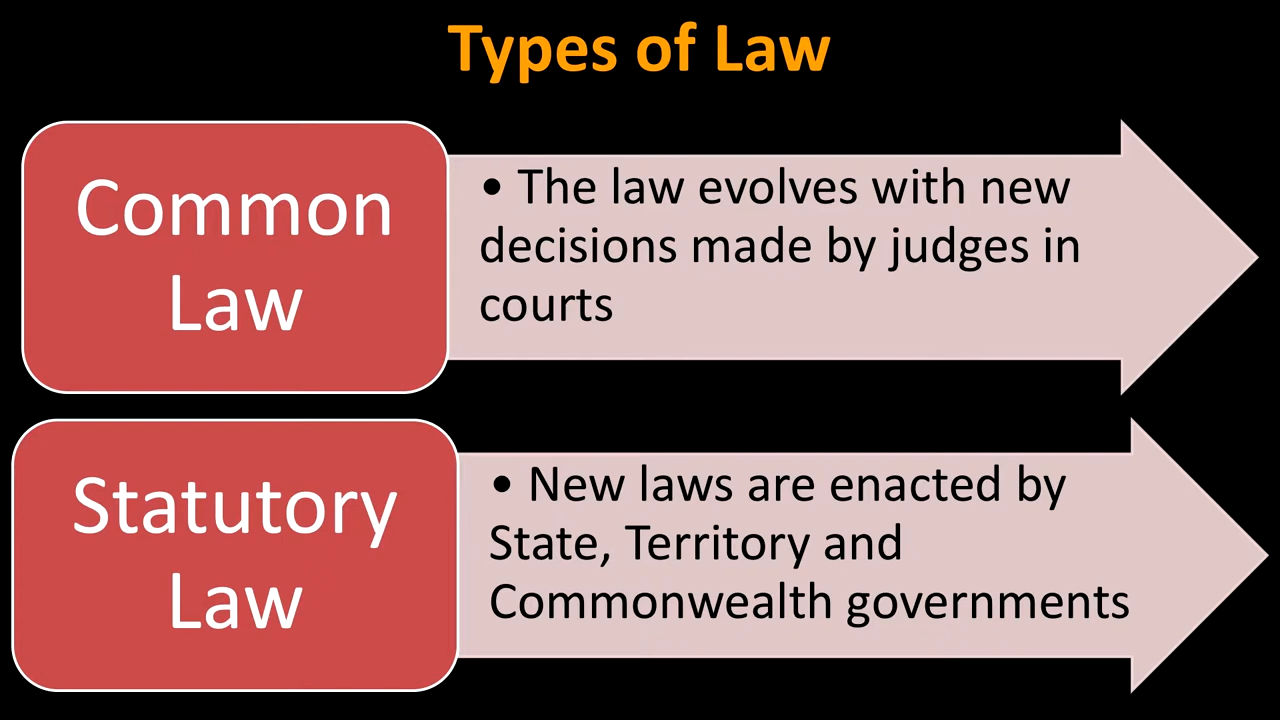 Types of Law
Common
Law
• The law evolves with new
decisions made by judges in
courts
Statutory
Law
• New laws are enacted by
State, Territory and
Commonwealth governments